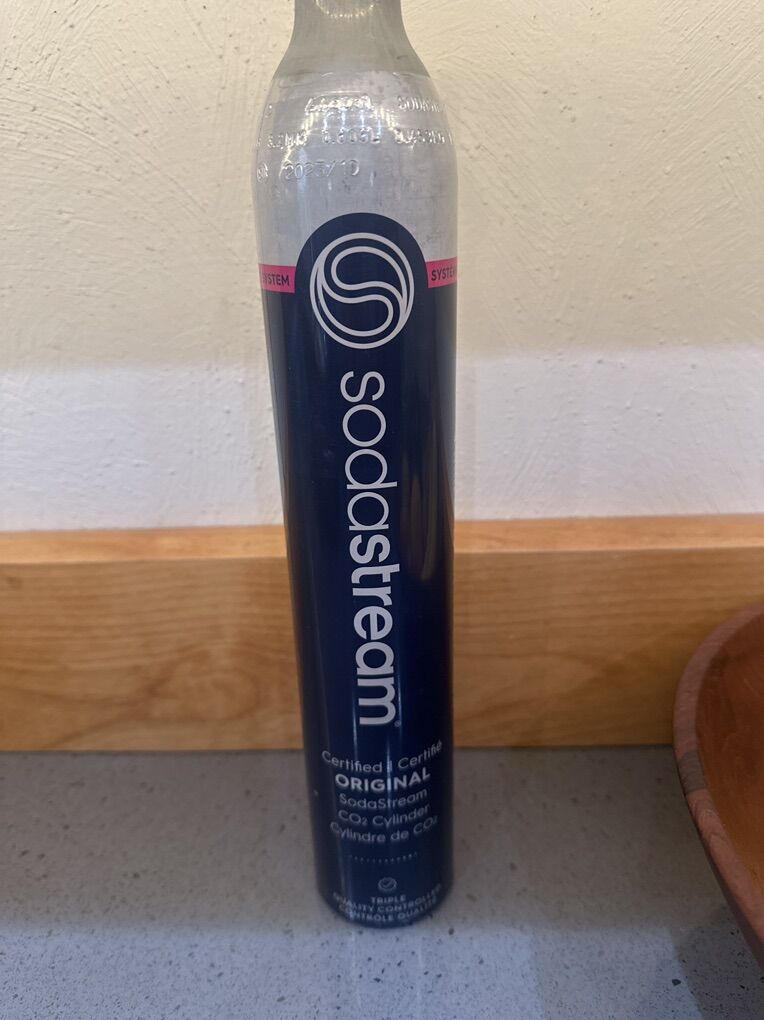 2023/10
SYSTEM
SYSTEM
sodastream
Certified | Certifié
ORIGINAL
SodaStream
CO₂ Cylinder
Cylindre de CO₂
TRIPLE
QUALITY CONTROLLED
CONTRÔLE QUALITÉ